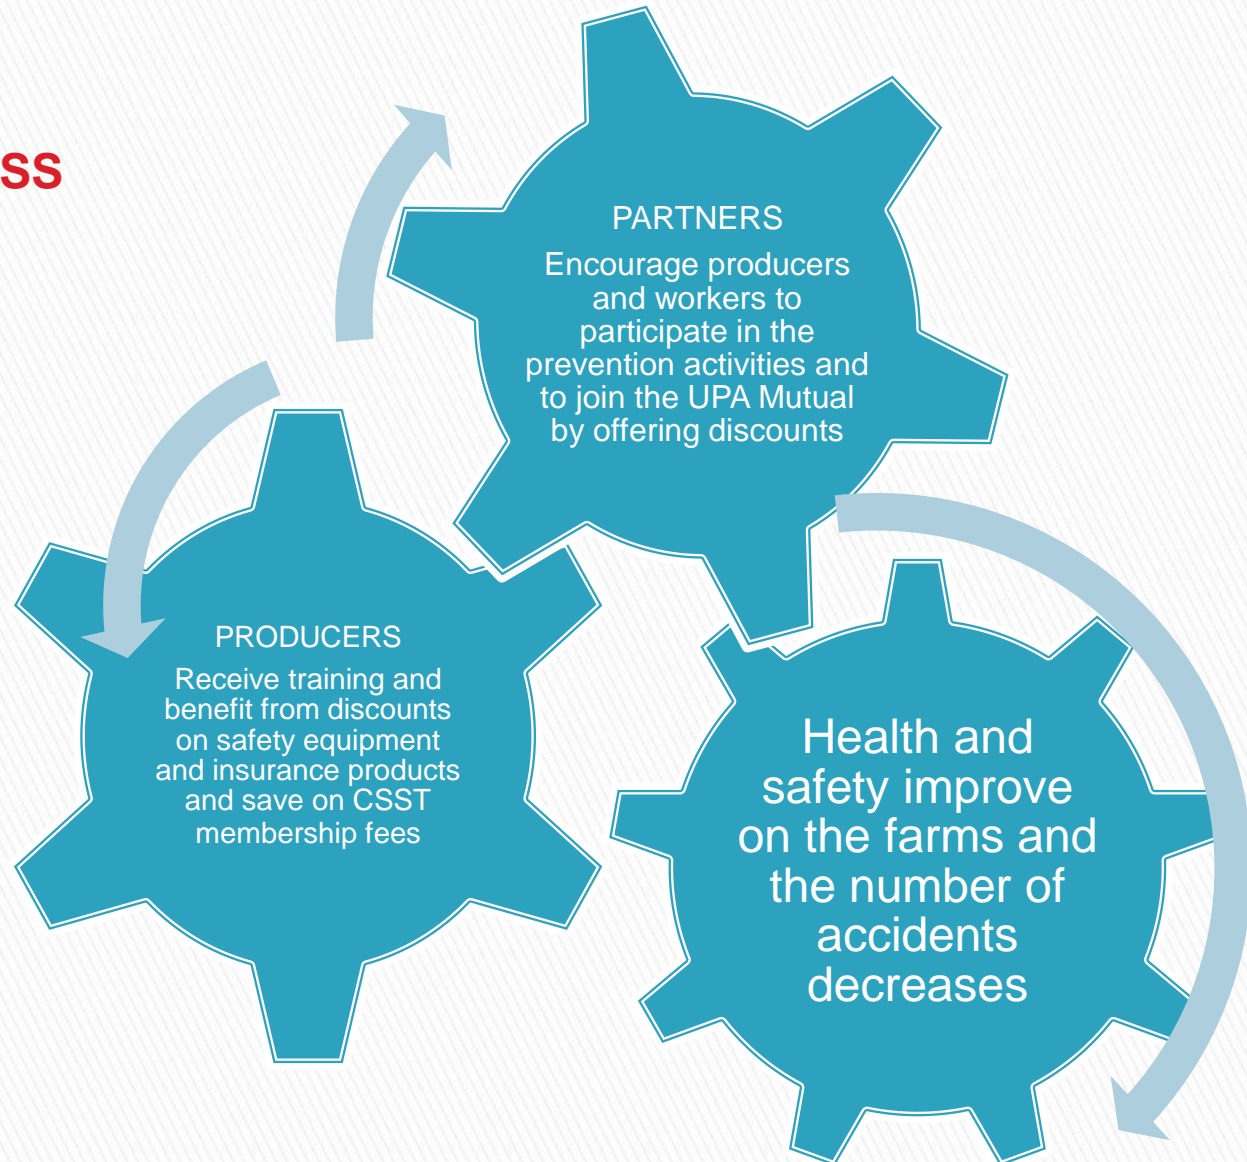 ss
PARTNERS
Encourage producers
and workers to
participate in the
prevention activities and
to join the UPA Mutual
by offering discounts
PRODUCERS
Receive training and
benefit from discounts
on safety equipment
and insurance products
and save on CSST
membership fees
Health and
safety improve
on the farms and
the number of
accidents
decreases